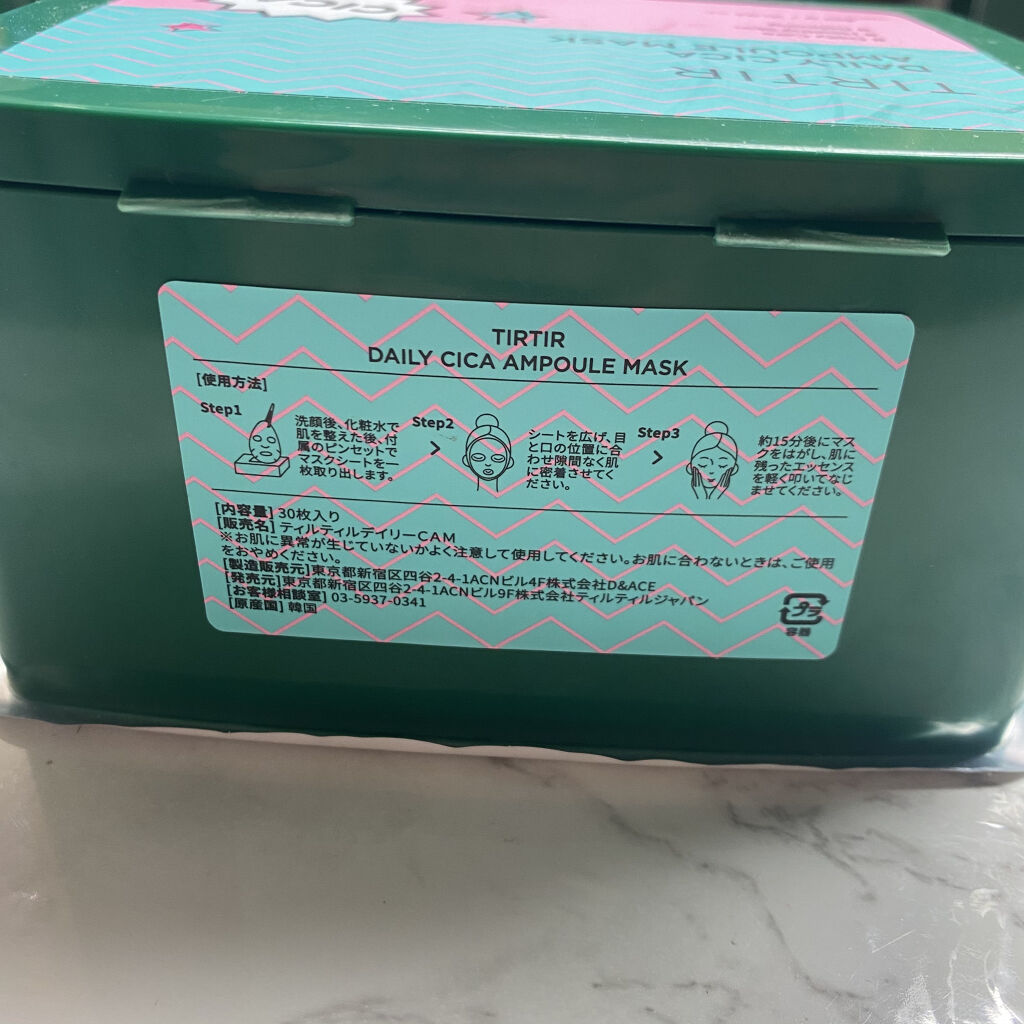 CICA
TIRTIR
DAILY CICA
AMPOULE MASK
TIRTIR
DAILY CICA AMPOULE MASK
[使用方法]
Step1
洗顔後、化粧水で
肌を整えた後、付
属のピンセットで
マスクシートを一
枚取り出します。
Step2
シートを広げ、目
と口の位置に合
わせ隙間なく肌
に密着させてく
ださい。
Step3
約15分後にマス
クをはがし、肌に
残ったエッセンス
を軽く叩いてなじ
ませてください。
[内容量] 30枚入り
[販売名] ティルティルデイリーCAM
※お肌に異常が生じていないかよく注意して使用してください。お肌に合わないときは、ご使用
をおやめください。
[製造販売元]東京都新宿区四谷2-4-1ACNビル4F株式会社D&ACE
[発売元]東京都新宿区四谷2-4-1ACNビル9F株式会社ティルティルジャパン
[お客様相談室] 03-5937-0341
[原産国] 韓国
プラ
容器